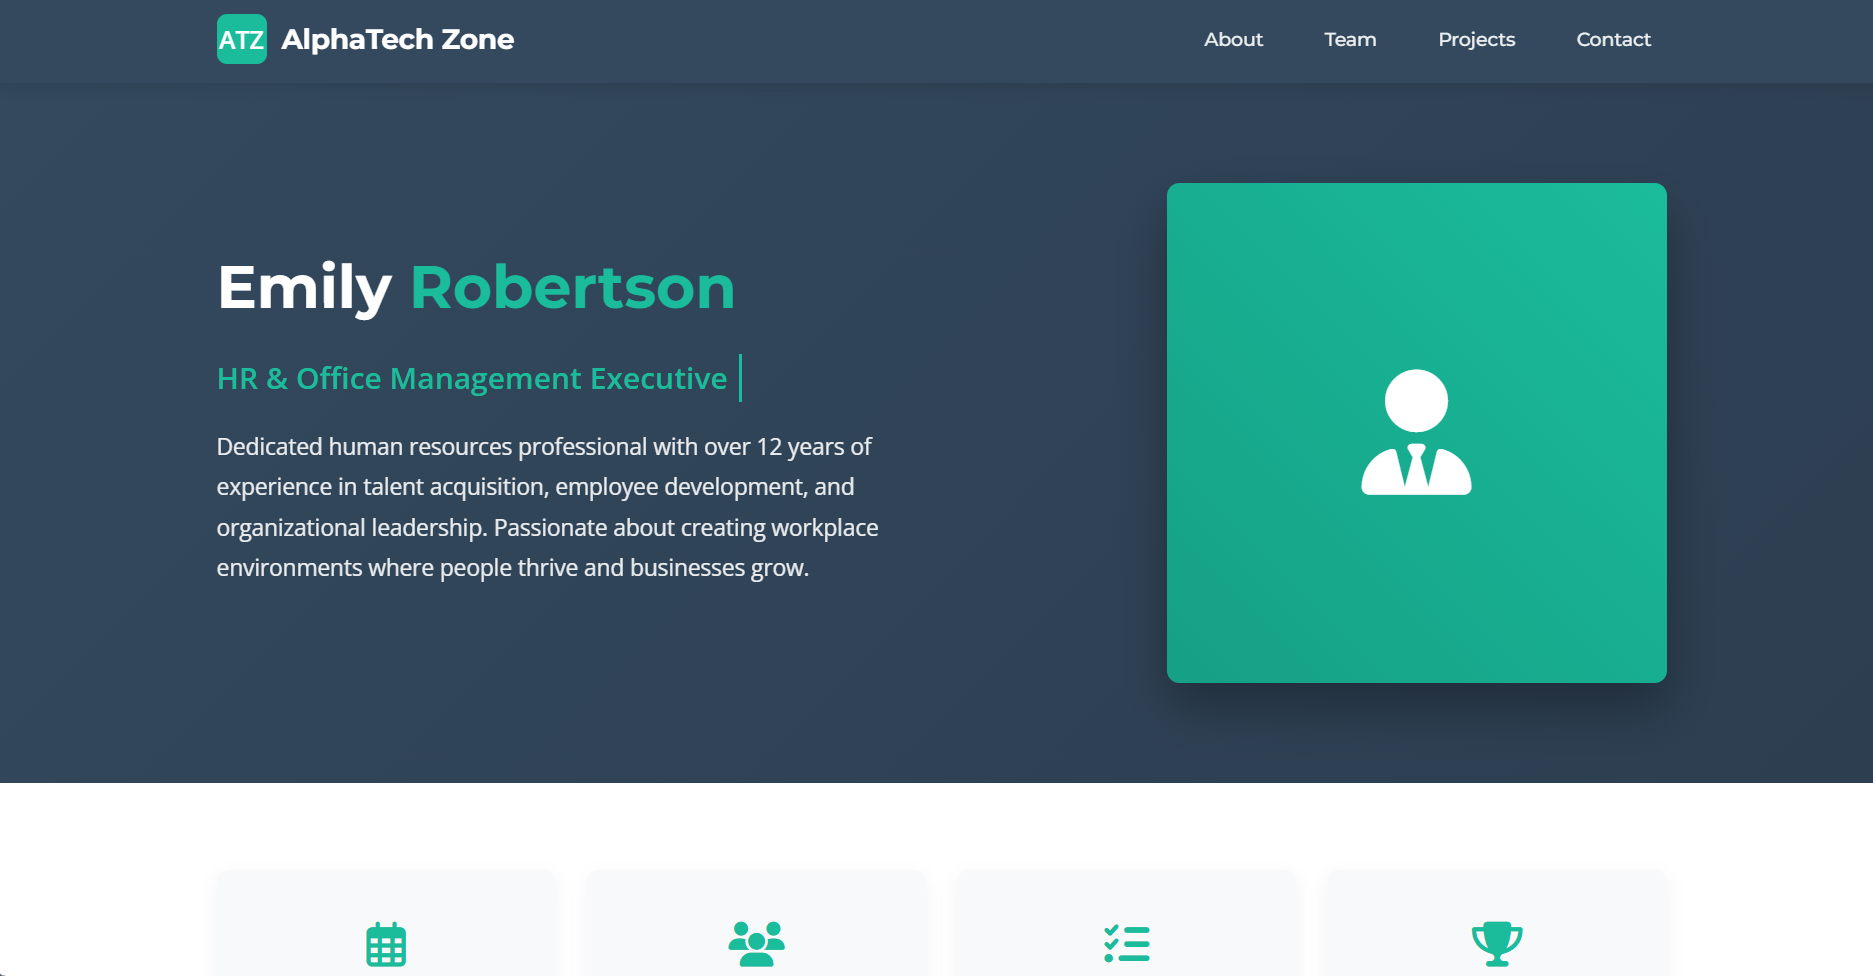 ATZ AlphaTech Zone About Team Projects Contact
Emily Robertson
HR & Office Management Executive
Dedicated human resources professional with over 12 years of
experience in talent acquisition, employee development, and
organizational leadership. Passionate about creating workplace
environments where people thrive and businesses grow.